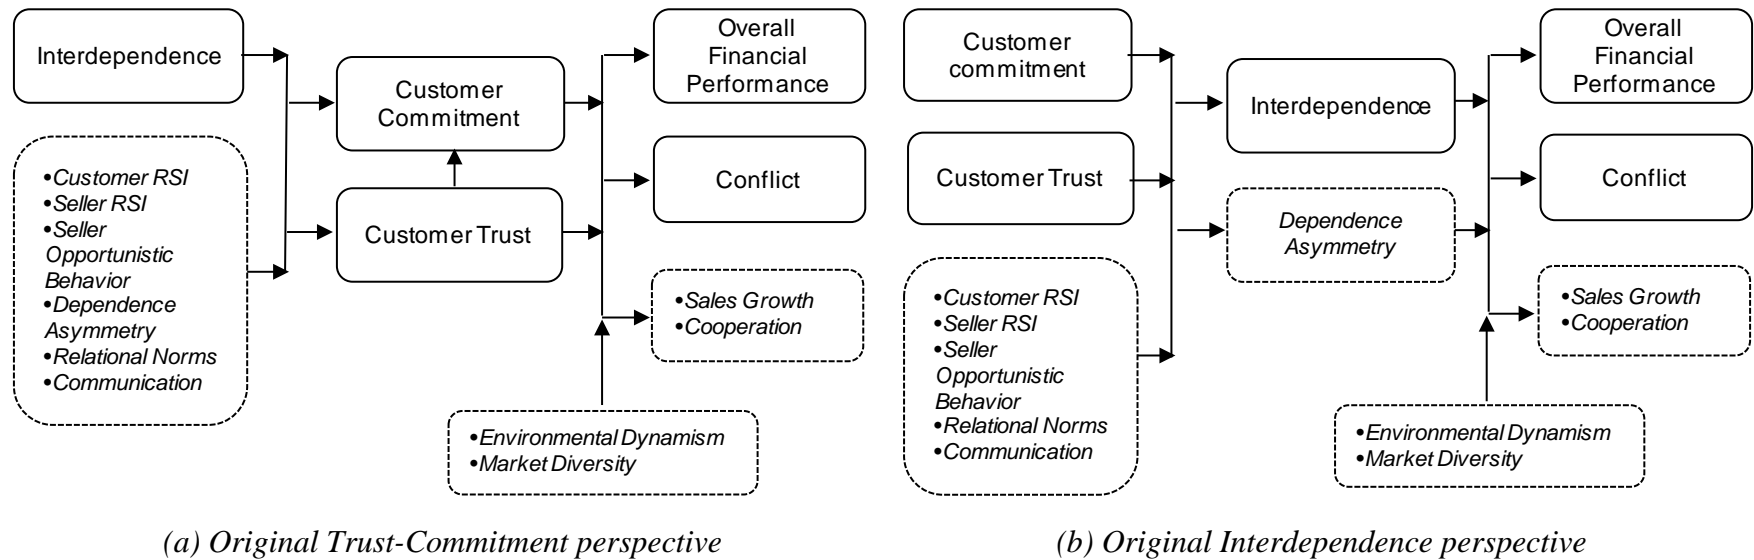 Interdependence
•Customer RSI
•Seller RSI
•Seller
Opportunistic
Behavior
•Dependence
Asymmetry
•Relational Norms
•Communication
Customer
Commitment
Customer Trust
Overall
Financial
Performance
Conflict
•Sales Growth
•Cooperation
•Environmental Dynamism
•Market Diversity
(a) Original Trust-Commitment perspective
Customer
commitment
Customer Trust
•Customer RSI
•Seller RSI
•Seller
Opportunistic
Behavior
•Relational Norms
•Communication
Interdependence
Dependence
Asymmetry
Overall
Financial
Performance
Conflict
•Sales Growth
•Cooperation
•Environmental Dynamism
•Market Diversity
(b) Original Interdependence perspective